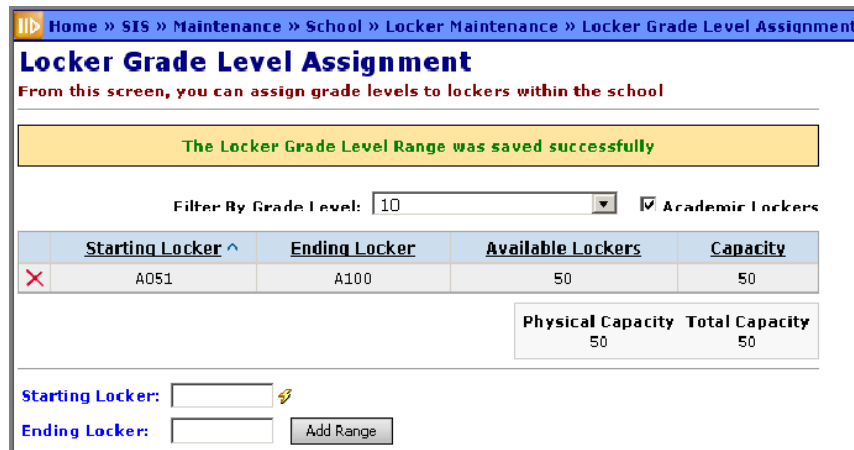 Home » SIS » Maintenance » School » Locker Maintenance » Locker Grade Level Assignment
Locker Grade Level Assignment
From this screen, you can assign grade levels to lockers within the school
The Locker Grade Level Range was saved successfully
Filter By Grade Level: 10 Academic Lockers
Starting Locker ^ Ending Locker Available Lockers Capacity
A051 A100 50 50
Physical Capacity Total Capacity
50 50
Starting Locker:
Ending Locker: Add Range